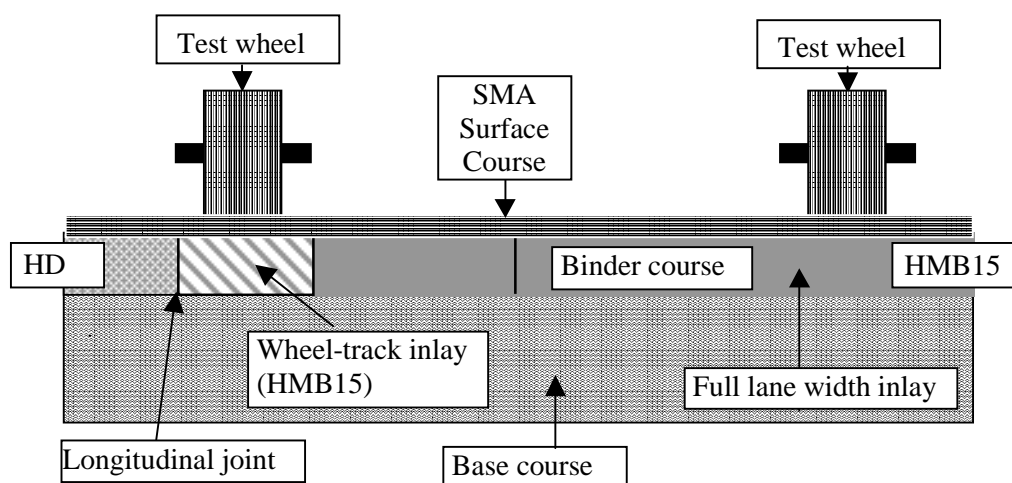 Test wheel
Test wheel
SMA
Surface
Course
HD
Binder course
HMB15
Wheel-track inlay
(HMB15)
Full lane width inlay
Longitudinal joint
Base course